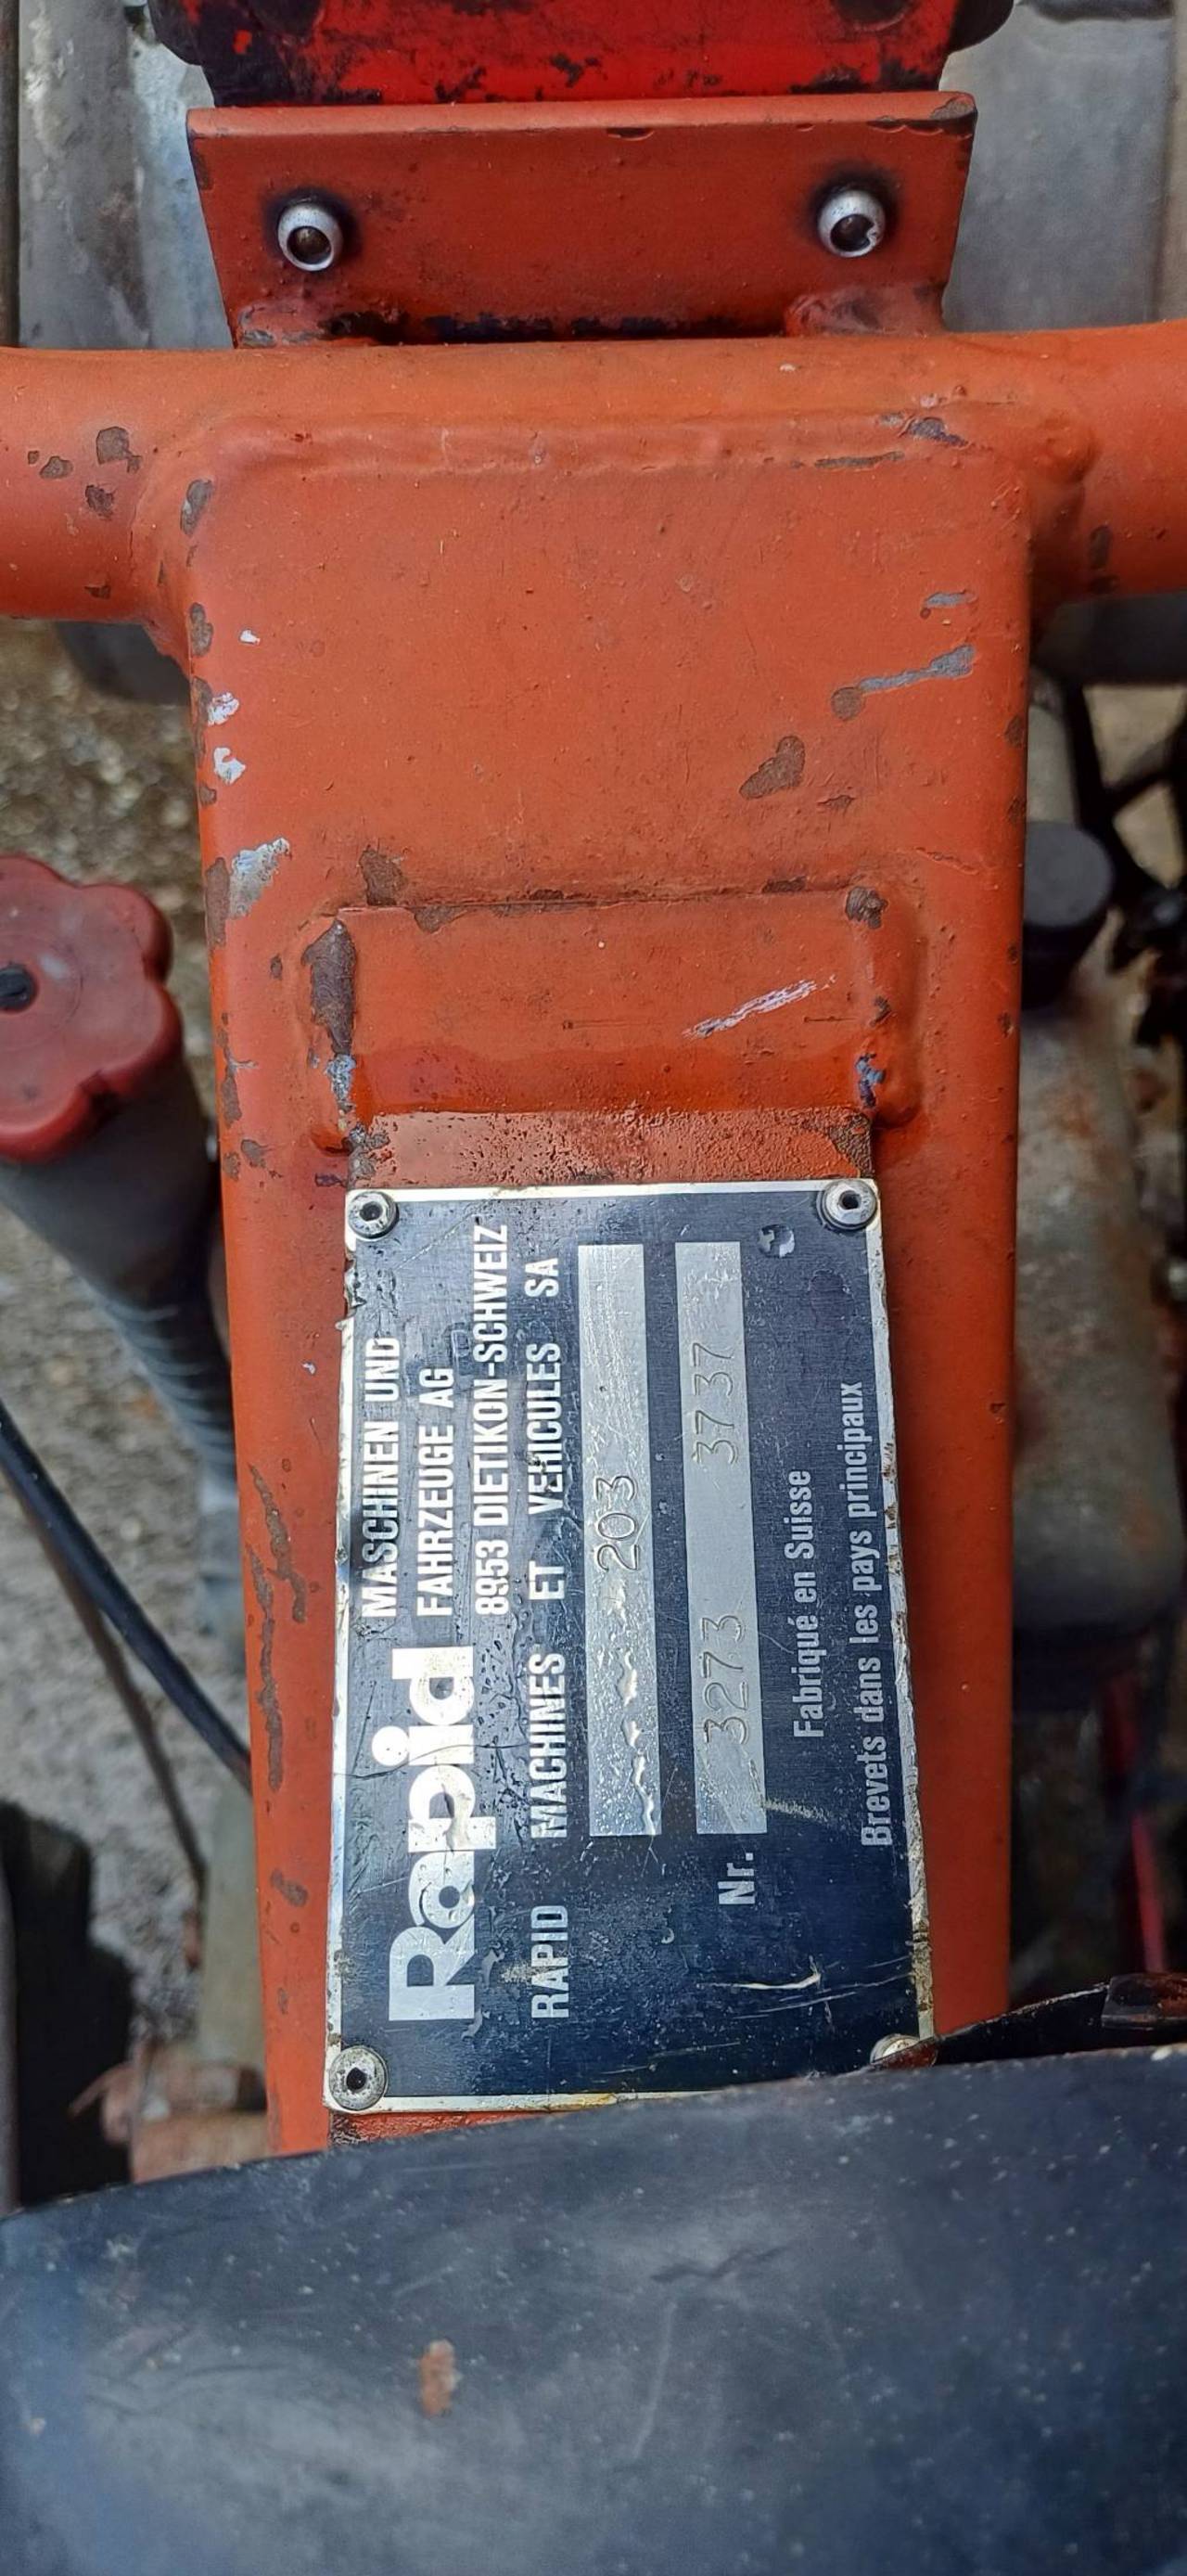 Rapid
MASCHINEN UND
FAHRZEUGE AG
8953 DIETIKON-SCHWEIZ
RAPID MACHINES ET VEHICULES SA
203
Nr. 3273 3737
Fabriqué en Suisse
Brevets dans les pays principaux